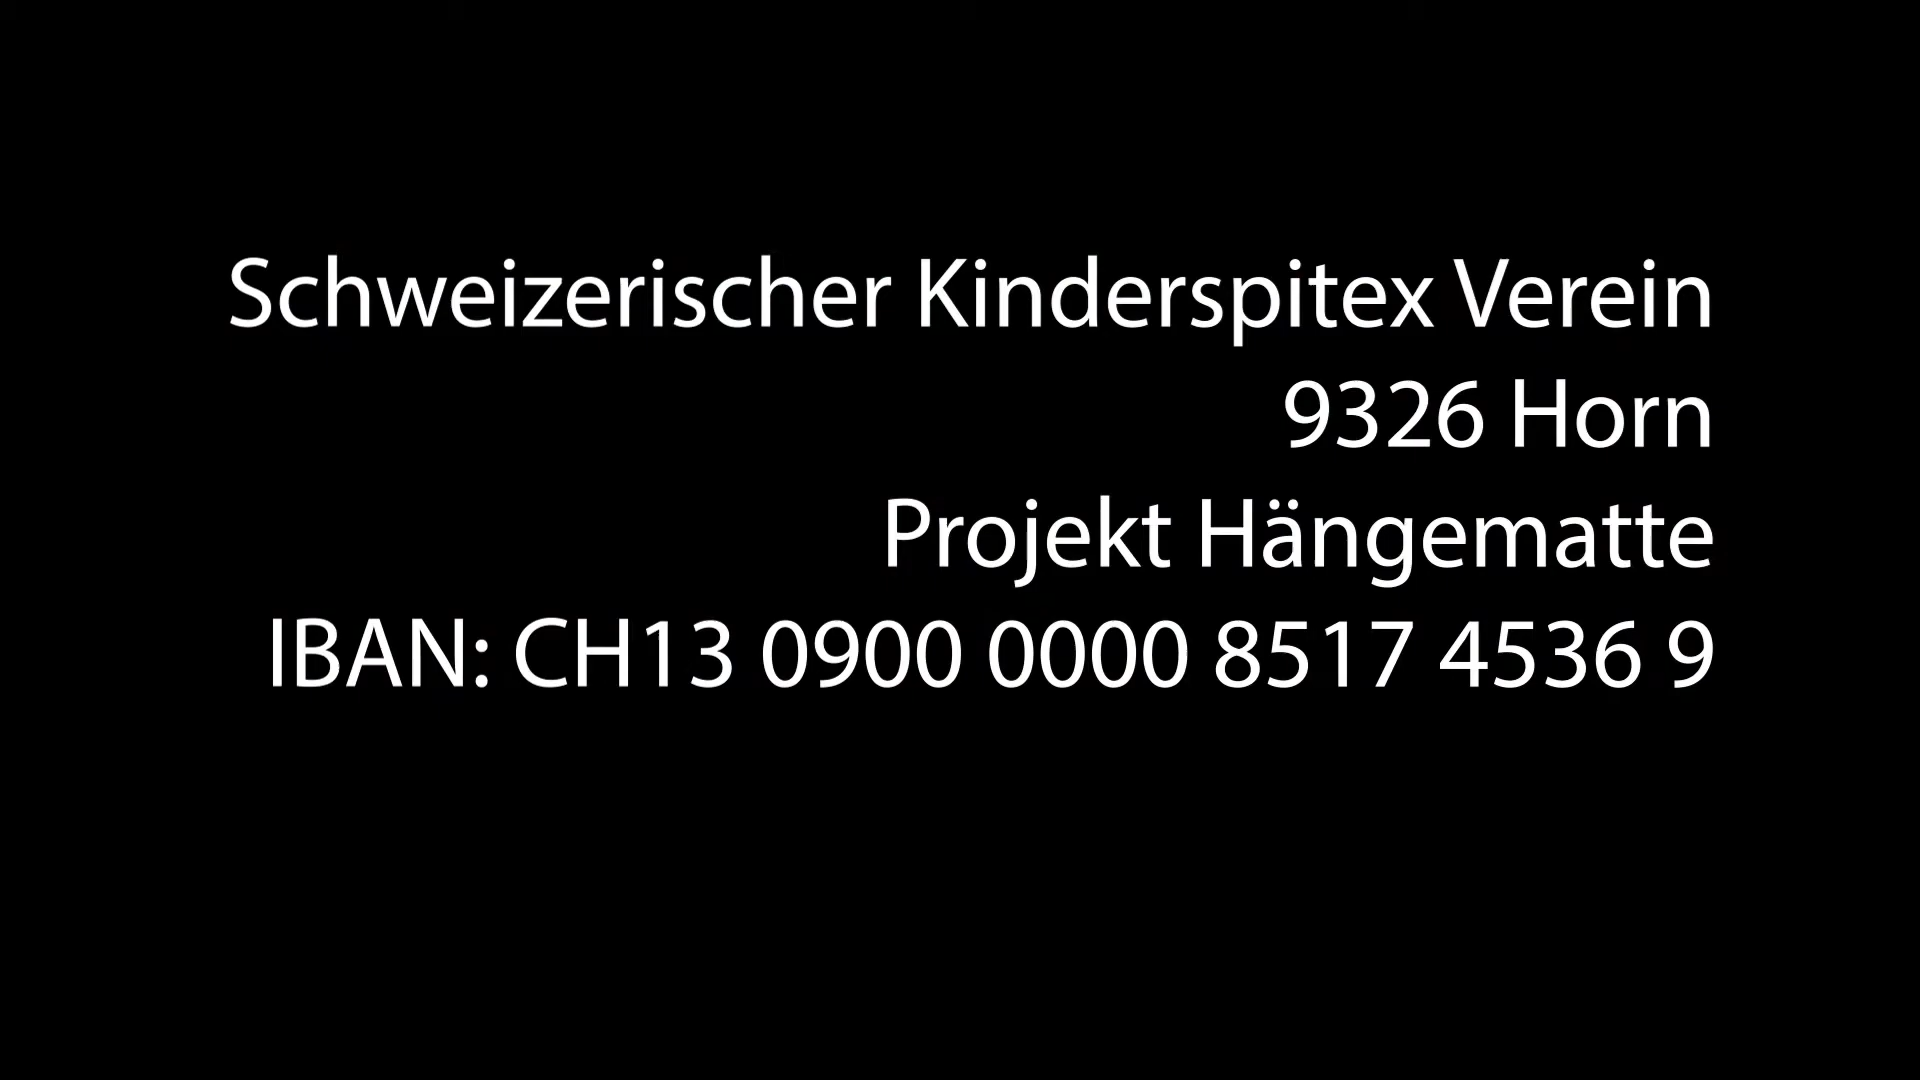 Schweizerischer Kinderspitex Verein
9326 Horn
Projekt Hängematte
IBAN: CH13 0900 0000 8517 4536 9